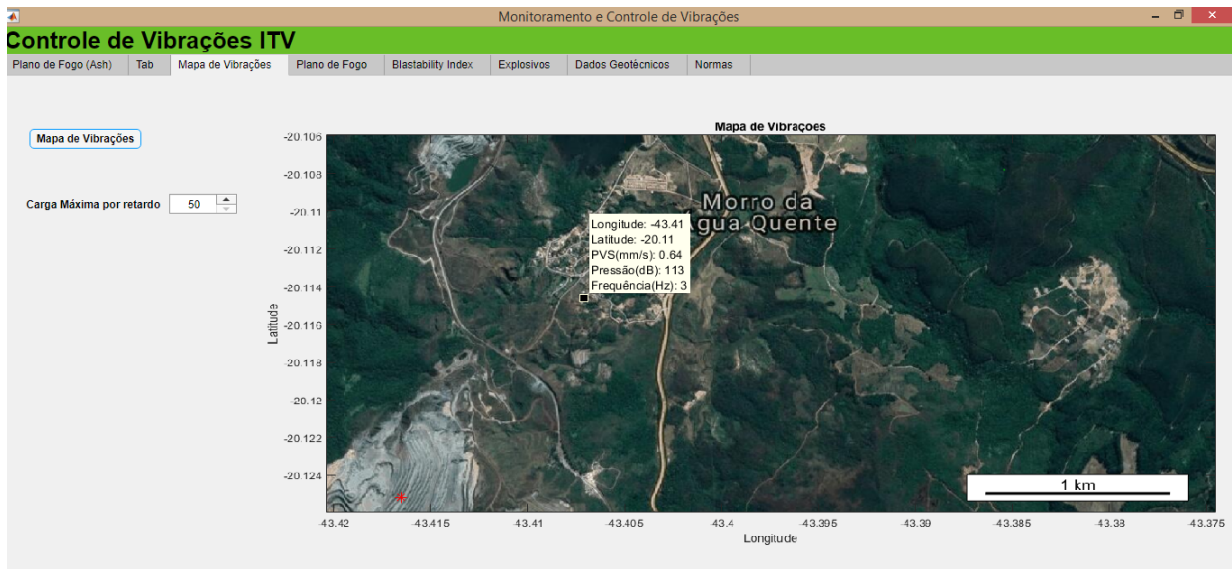 Monitoramento e Controle de Vibrações
Controle de Vibrações ITV
Plano de Fogo (Ash) Tab Mapa de Vibrações Plano de Fogo Blastability Index Explosivos Dados Geotécnicos Normas
Mapa de Vibrações
Carga Máxima por retardo 50
Mapa de Vibrações
-20.106
-20.108
-20.11
-20.112
-20.114
-20.116
-20.118
-20.12
-20.122
-20.124
Latitude
Morro da
Água Quente
Longitude: -43.41
Latitude: -20.11
PVS(mm/s): 0.64
Pressão(dB): 113
Frequência(Hz): 3
1 km
-43.42 -43.415 -43.41 -43.405 -43.4 -43.395 -43.39 -43.385 -43.38 -43.375
Longitude